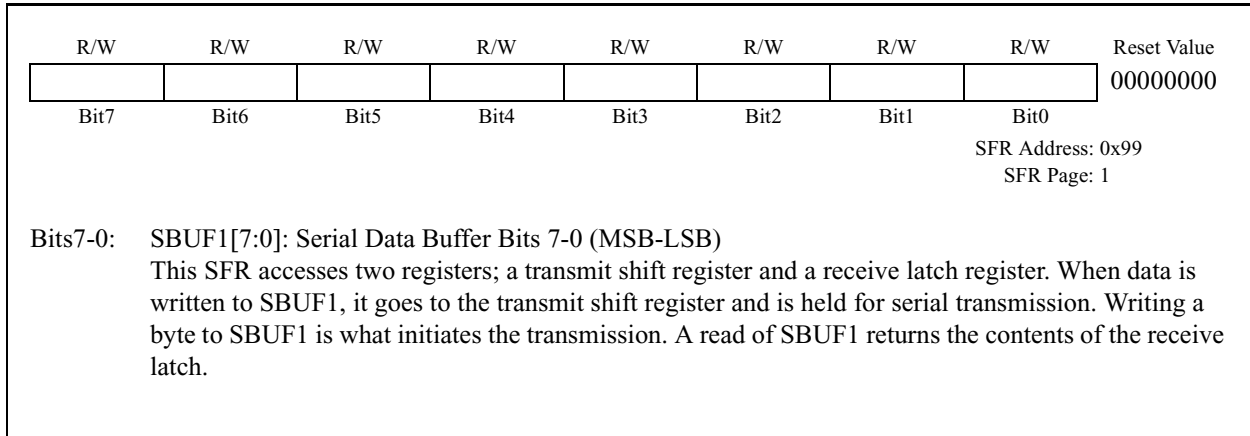 R/W R/W R/W R/W R/W R/W R/W R/W Reset Value
00000000
Bit7 Bit6 Bit5 Bit4 Bit3 Bit2 Bit1 Bit0
SFR Address: 0x99
SFR Page: 1
Bits7-0: SBUF1[7:0]: Serial Data Buffer Bits 7-0 (MSB-LSB)
This SFR accesses two registers; a transmit shift register and a receive latch register. When data is
written to SBUF1, it goes to the transmit shift register and is held for serial transmission. Writing a
byte to SBUF1 is what initiates the transmission. A read of SBUF1 returns the contents of the receive
latch.